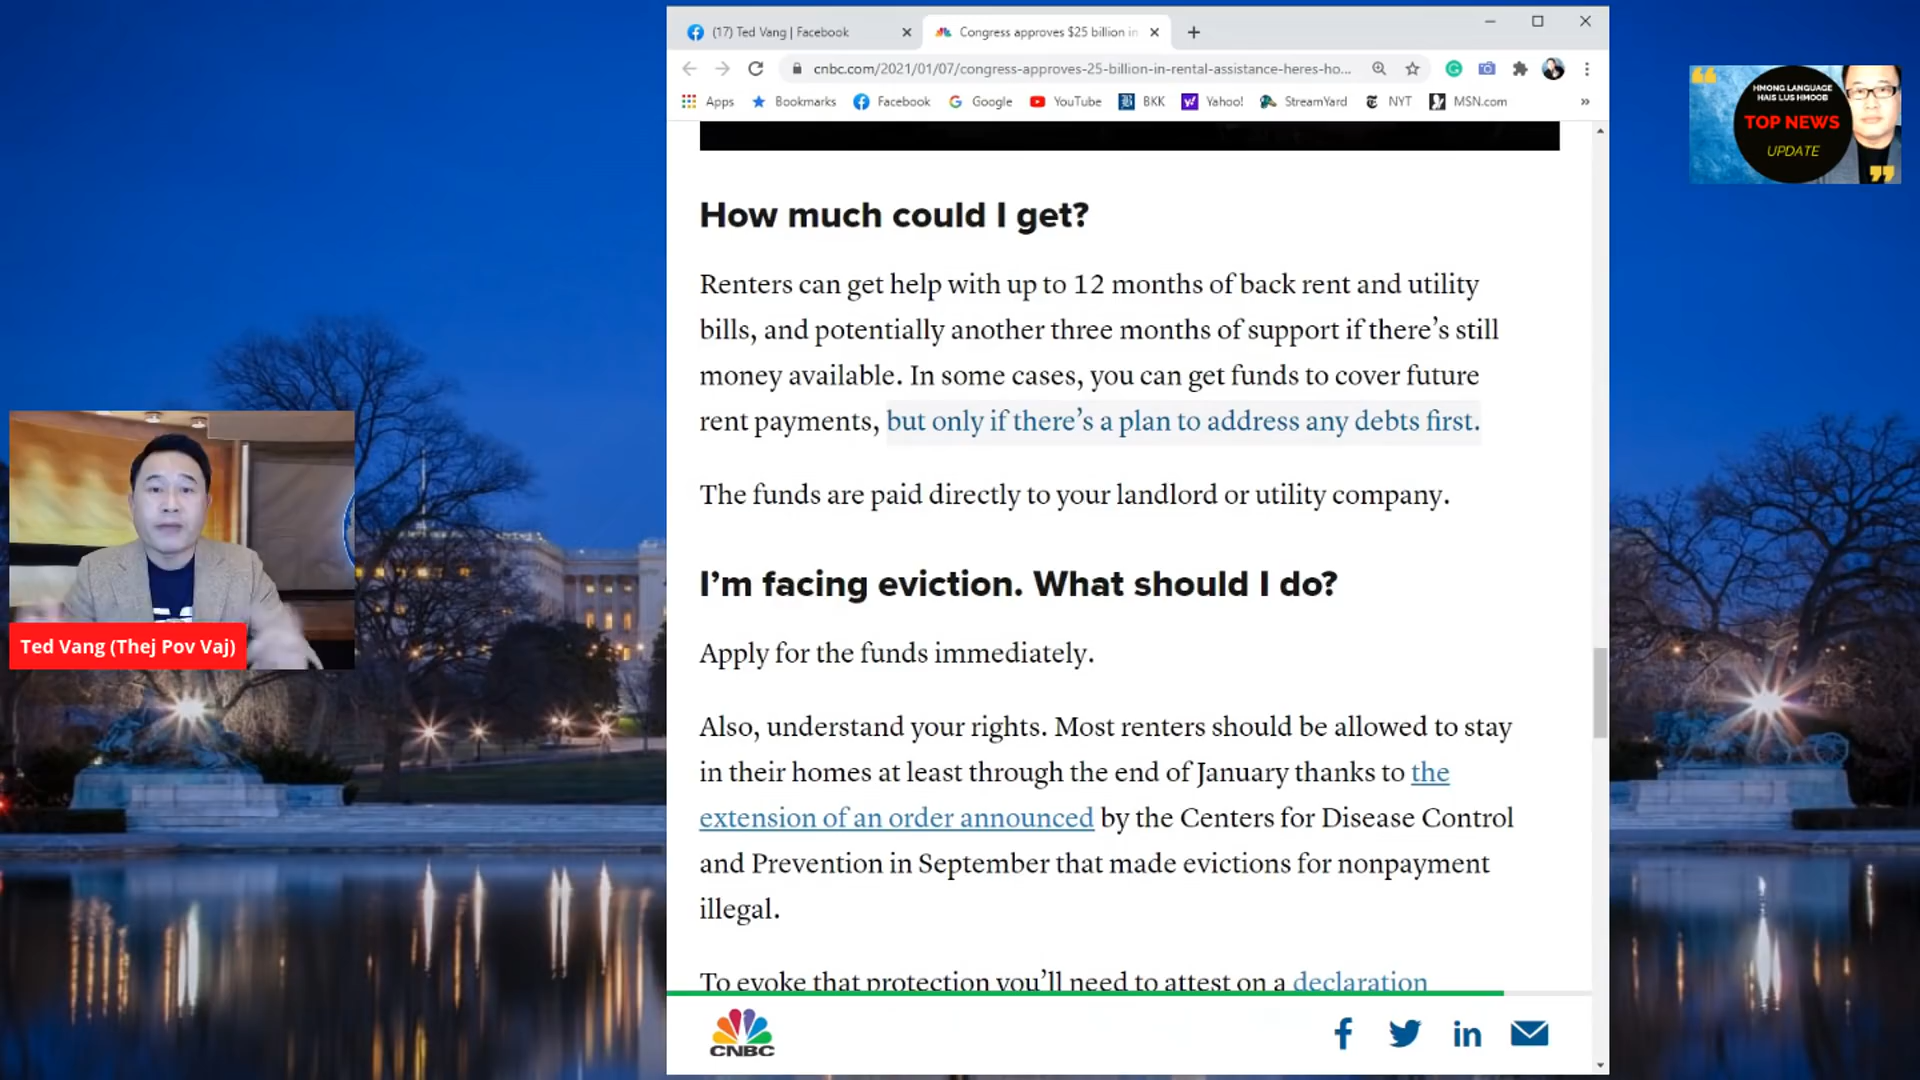 (17) Ted Vang | Facebook
Congress approves $25 billion in
cnbc.com/2021/01/07/congress-approves-25-billion-in-rental-assistance-heres-ho...
Apps
Bookmarks
Facebook
Google
YouTube
BKK
Yahoo!
StreamYard
NYT
MSN.com
»
HMONG LANGUAGE
HAIS LUS HMOOB
TOP NEWS
UPDATE
How much could I get?
Renters can get help with up to 12 months of back rent and utility
bills, and potentially another three months of support if there’s still
money available. In some cases, you can get funds to cover future
rent payments, but only if there’s a plan to address any debts first.
The funds are paid directly to your landlord or utility company.
I’m facing eviction. What should I do?
Apply for the funds immediately.
Also, understand your rights. Most renters should be allowed to stay
in their homes at least through the end of January thanks to the
extension of an order announced by the Centers for Disease Control
and Prevention in September that made evictions for nonpayment
illegal.
To evoke that protection you’ll need to attest on a declaration
Ted Vang (Thej Pov Vaj)
CNBC